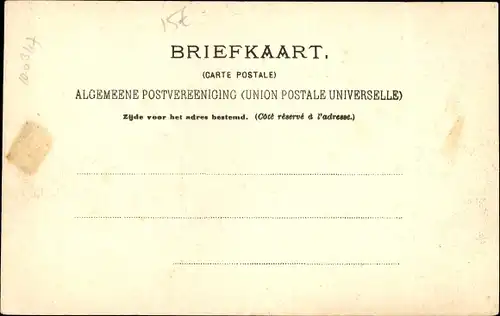 15€
BRIEFKAART.
(CARTE POSTALE)
ALGEMEENE POSTVEREENIGING (UNION POSTALE UNIVERSELLE)
Zijde voor het adres bestemd. (Côté réservé à l'adresse.)